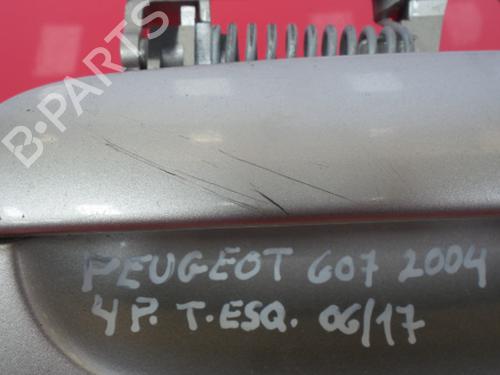 B-PARTS
PEUGEOT 607 2004
4P. T.ESQ. 06/17